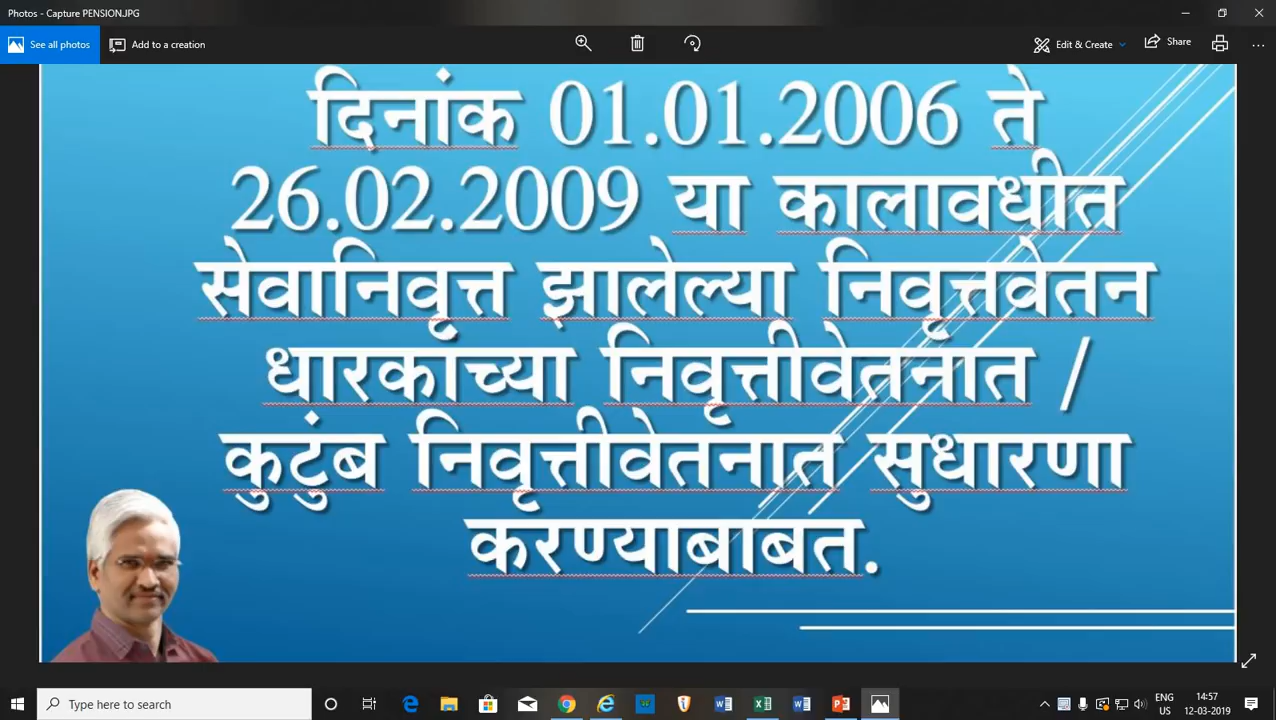 Photos - Capture PENSION.JPG
See all photos
Add to a creation
Edit & Create
Share
दिनांक 01.01.2006 ते
26.02.2009 या कालावधीत
सेवानिवृत्त झालेल्या निवृत्तवेतन
धारकाच्या निवृत्तीवेतनात /
कुटुंब निवृत्तीवेतनात सुधारणा
करण्याबाबत.
Type here to search
ENG
US
14:57
12-03-2019